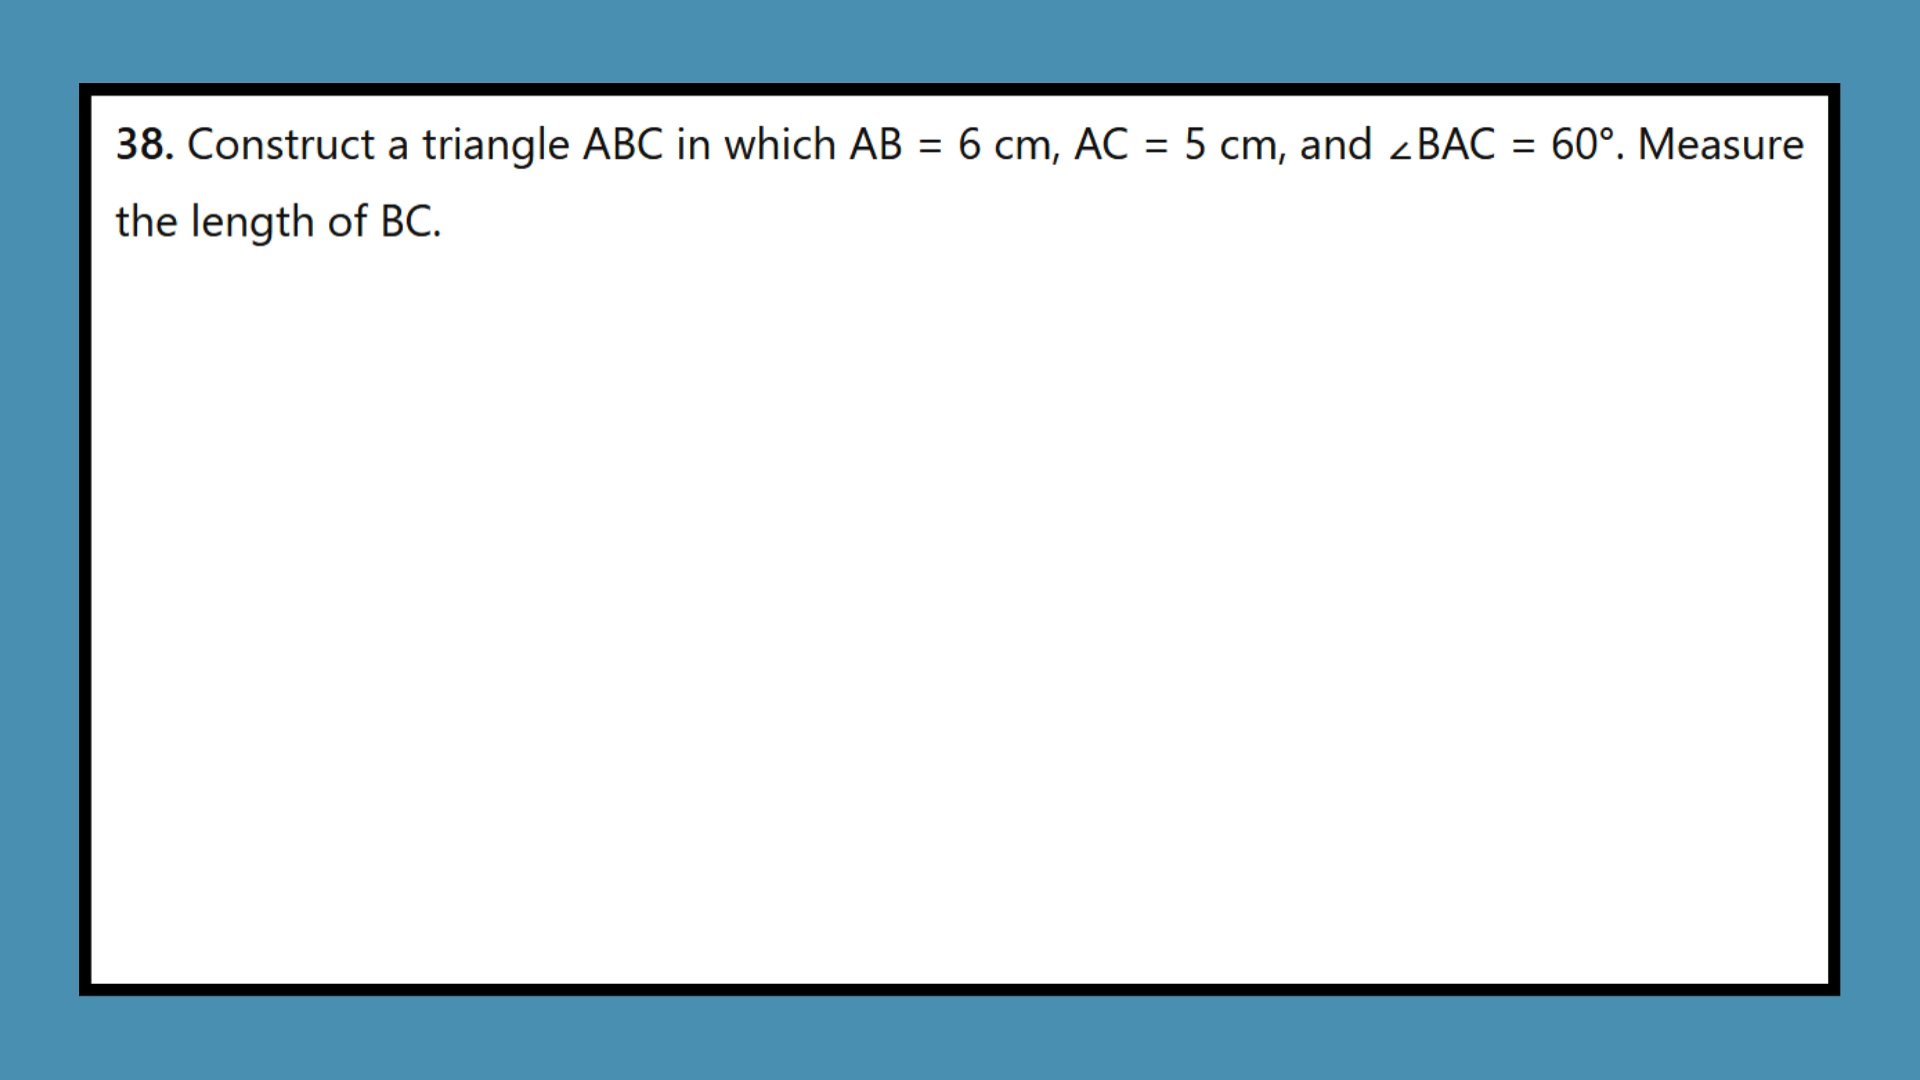 38. Construct a triangle ABC in which AB = 6 cm, AC = 5 cm, and ∠BAC = 60°. Measure
the length of BC.